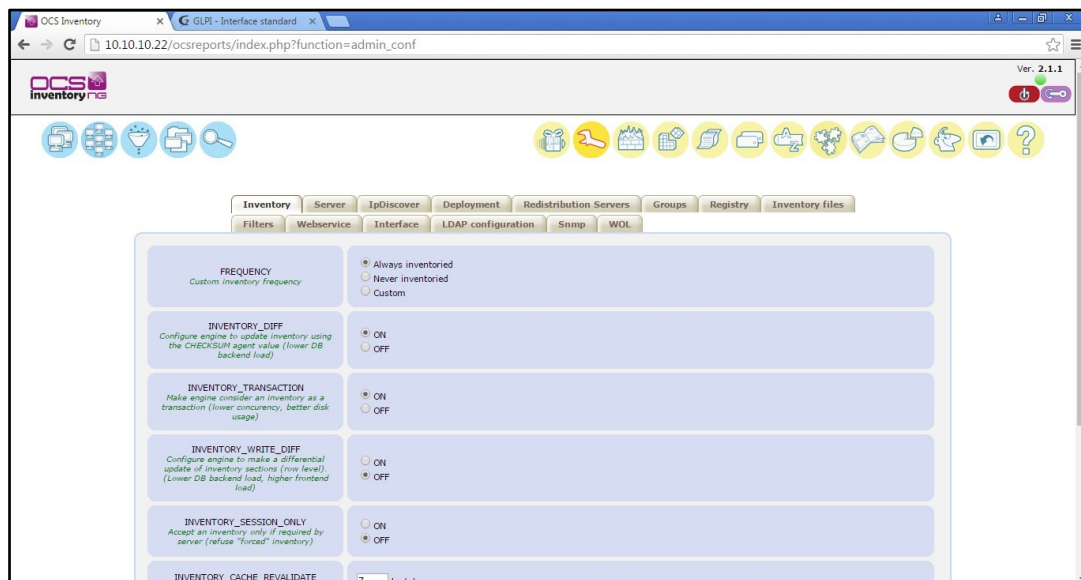 OCS Inventory
GLPI - Interface standard
10.10.10.22/ocsreports/index.php?function=admin_conf
Ver. 2.1.1
OCS
inventory NG
Inventory Server IpDiscover Deployment Redistribution Servers Groups Registry Inventory files
Filters Webservice Interface LDAP configuration Snmp WOL
FREQUENCY
Custom inventory frequency
Always inventoried
Never inventoried
Custom
INVENTORY_DIFF
Configure engine to update inventory using
the CHECKSUM agent value (lower DB
backend load)
ON
OFF
INVENTORY_TRANSACTION
Make engine consider an inventory as a
transaction (lower concurency, better disk
usage)
ON
OFF
INVENTORY_WRITE_DIFF
Configure engine to make a differential
update of inventory sections (row level).
(Lower DB backend load, higher frontend
load)
ON
OFF
INVENTORY_SESSION_ONLY
Accept an inventory only if required by
server (refuse "forced" inventory)
ON
OFF
INVENTORY_CACHE_REVALIDATE